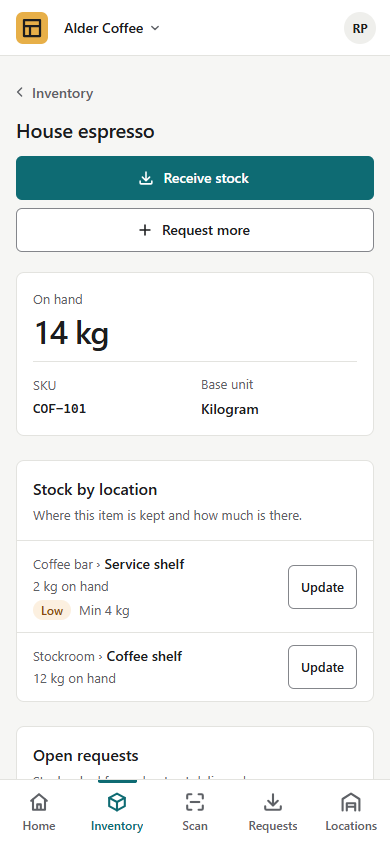 Alder Coffee
RP
Inventory
House espresso
Receive stock
Request more
On hand
14 kg
SKU
Base unit
COF-101
Kilogram
Stock by location
Where this item is kept and how much is there.
Coffee bar › Service shelf
2 kg on hand
Low Min 4 kg
Update
Stockroom › Coffee shelf
12 kg on hand
Update
Open requests
Home
Inventory
Scan
Requests
Locations